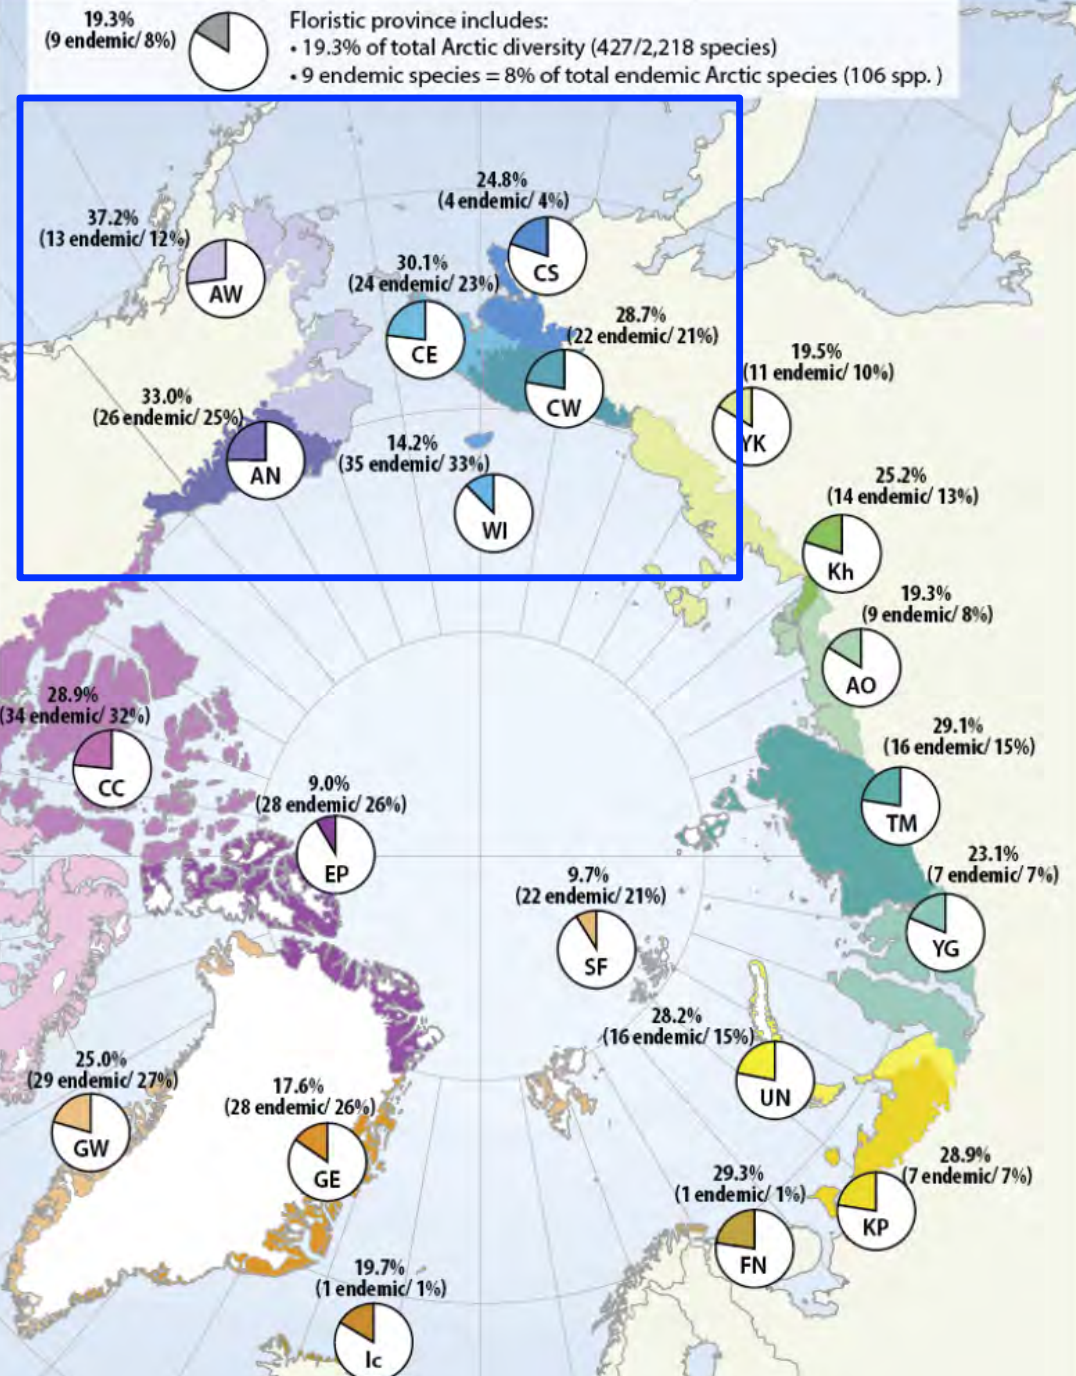 19.3%
(9 endemic/ 8%)
Floristic province includes:
• 19.3% of total Arctic diversity (427/2,218 species)
• 9 endemic species = 8% of total endemic Arctic species (106 spp. )
24.8%
(4 endemic/ 4%)
CS
37.2%
(13 endemic/ 12%)
AW
30.1%
(24 endemic/ 23%)
CE
28.7%
(22 endemic/ 21%)
CW
19.5%
(11 endemic/ 10%)
YK
33.0%
(26 endemic/ 25%)
AN
14.2%
(35 endemic/ 33%)
WI
25.2%
(14 endemic/ 13%)
Kh
19.3%
(9 endemic/ 8%)
AO
28.9%
(34 endemic/ 32%)
CC
29.1%
(16 endemic/ 15%)
TM
9.0%
(28 endemic/ 26%)
EP
23.1%
(7 endemic/ 7%)
YG
9.7%
(22 endemic/ 21%)
SF
28.2%
(16 endemic/ 15%)
UN
25.0%
(29 endemic/ 27%)
GW
17.6%
(28 endemic/ 26%)
GE
28.9%
(7 endemic/ 7%)
KP
29.3%
(1 endemic/ 1%)
FN
19.7%
(1 endemic/ 1%)
Ic